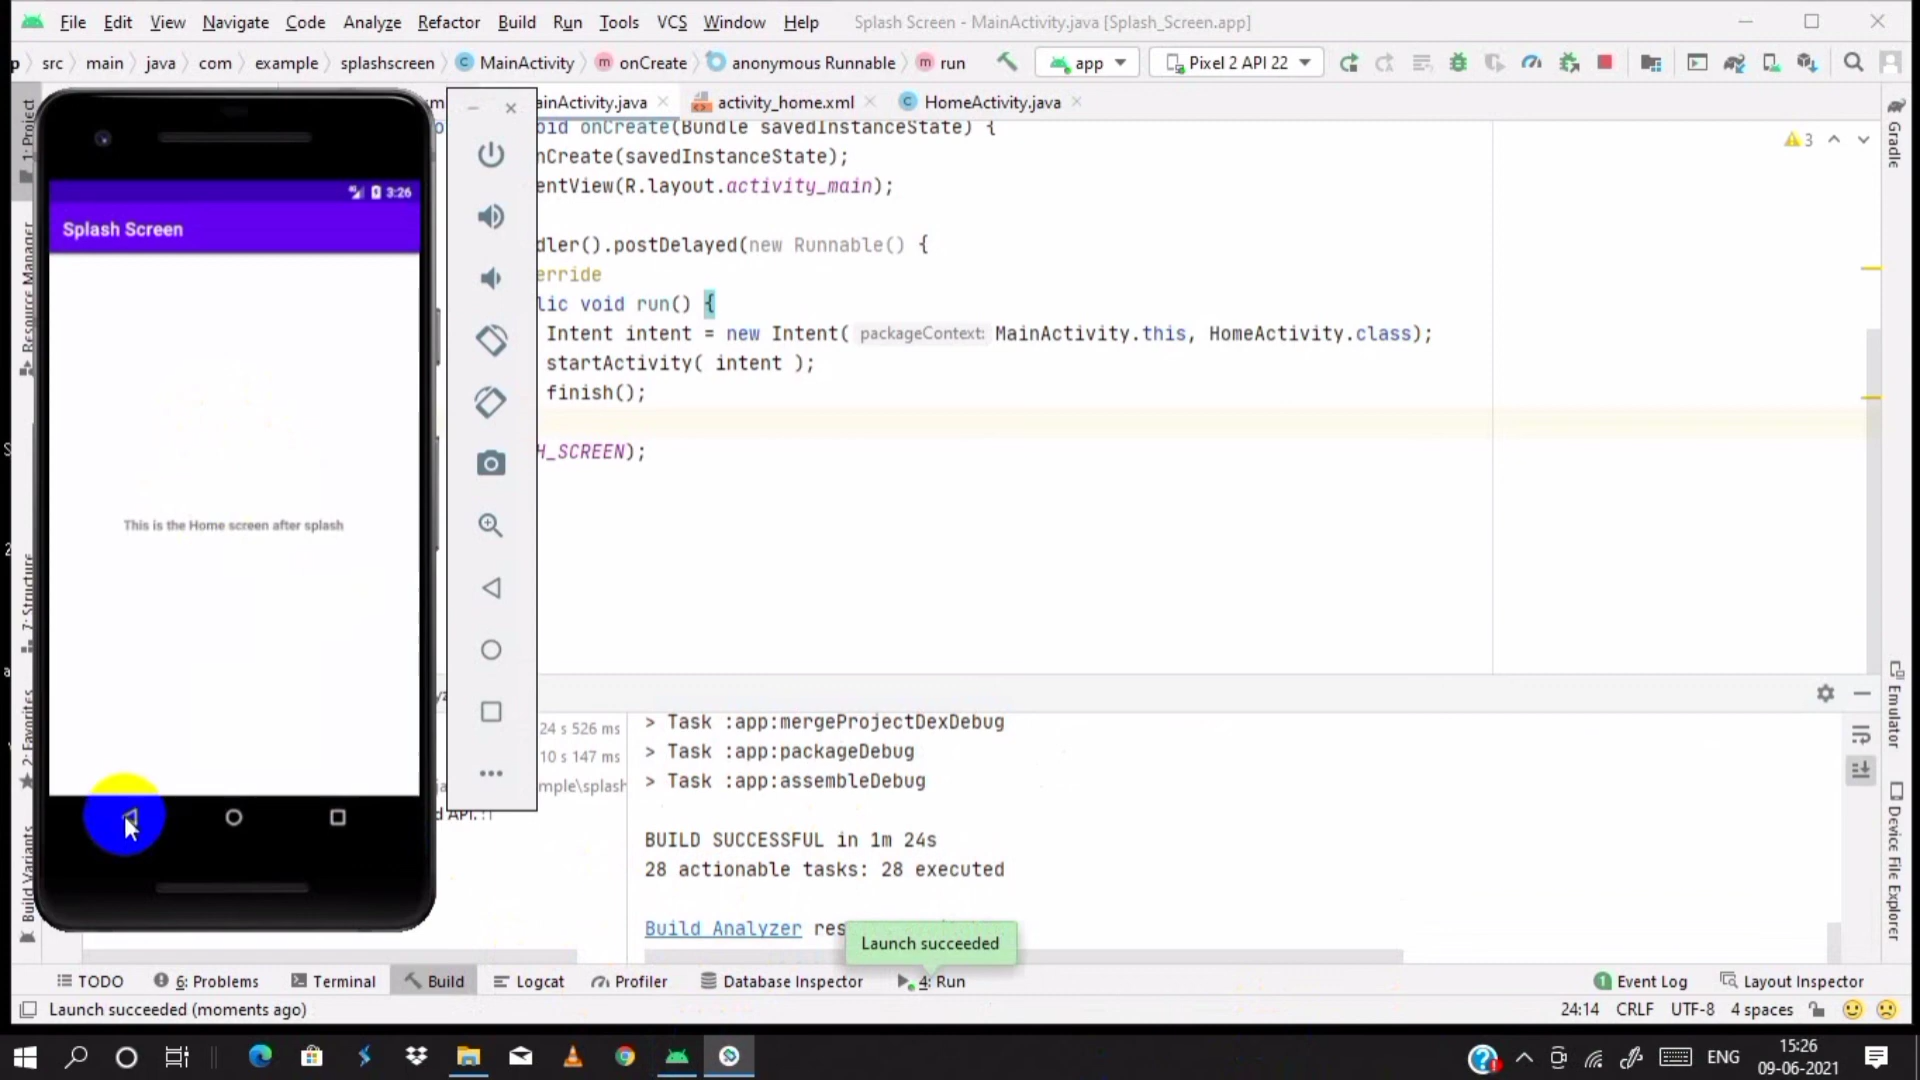 File Edit View Navigate Code Analyze Refactor Build Run Tools VCS Window Help Splash Screen - MainActivity.java [Splash_Screen.app]
p src main java com example splashscreen MainActivity onCreate anonymous Runnable run app Pixel 2 API 22
ainActivity.java activity_home.xml HomeActivity.java
oid onCreate(Bundle savedInstanceState) {
nCreate(savedInstanceState);
entView(R.layout.activity_main);
dler().postDelayed(new Runnable() {
erride
lic void run() {
Intent intent = new Intent( packageContext: MainActivity.this, HomeActivity.class);
startActivity( intent );
finish();
H_SCREEN);
3
3:26
Splash Screen
This is the Home screen after splash
1: Project
Resource Manager
7: Structure
2: Favorites
Build Variants
Gradle
Emulator
Device File Explorer
24 s 526 ms
10 s 147 ms
mple\splash
d API.
> Task :app:mergeProjectDexDebug
> Task :app:packageDebug
> Task :app:assembleDebug
BUILD SUCCESSFUL in 1m 24s
28 actionable tasks: 28 executed
Build Analyzer res
Launch succeeded
TODO 6: Problems Terminal Build Logcat Profiler Database Inspector 4: Run 1 Event Log Layout Inspector
Launch succeeded (moments ago) 24:14 CRLF UTF-8 4 spaces
ENG 15:26
09-06-2021